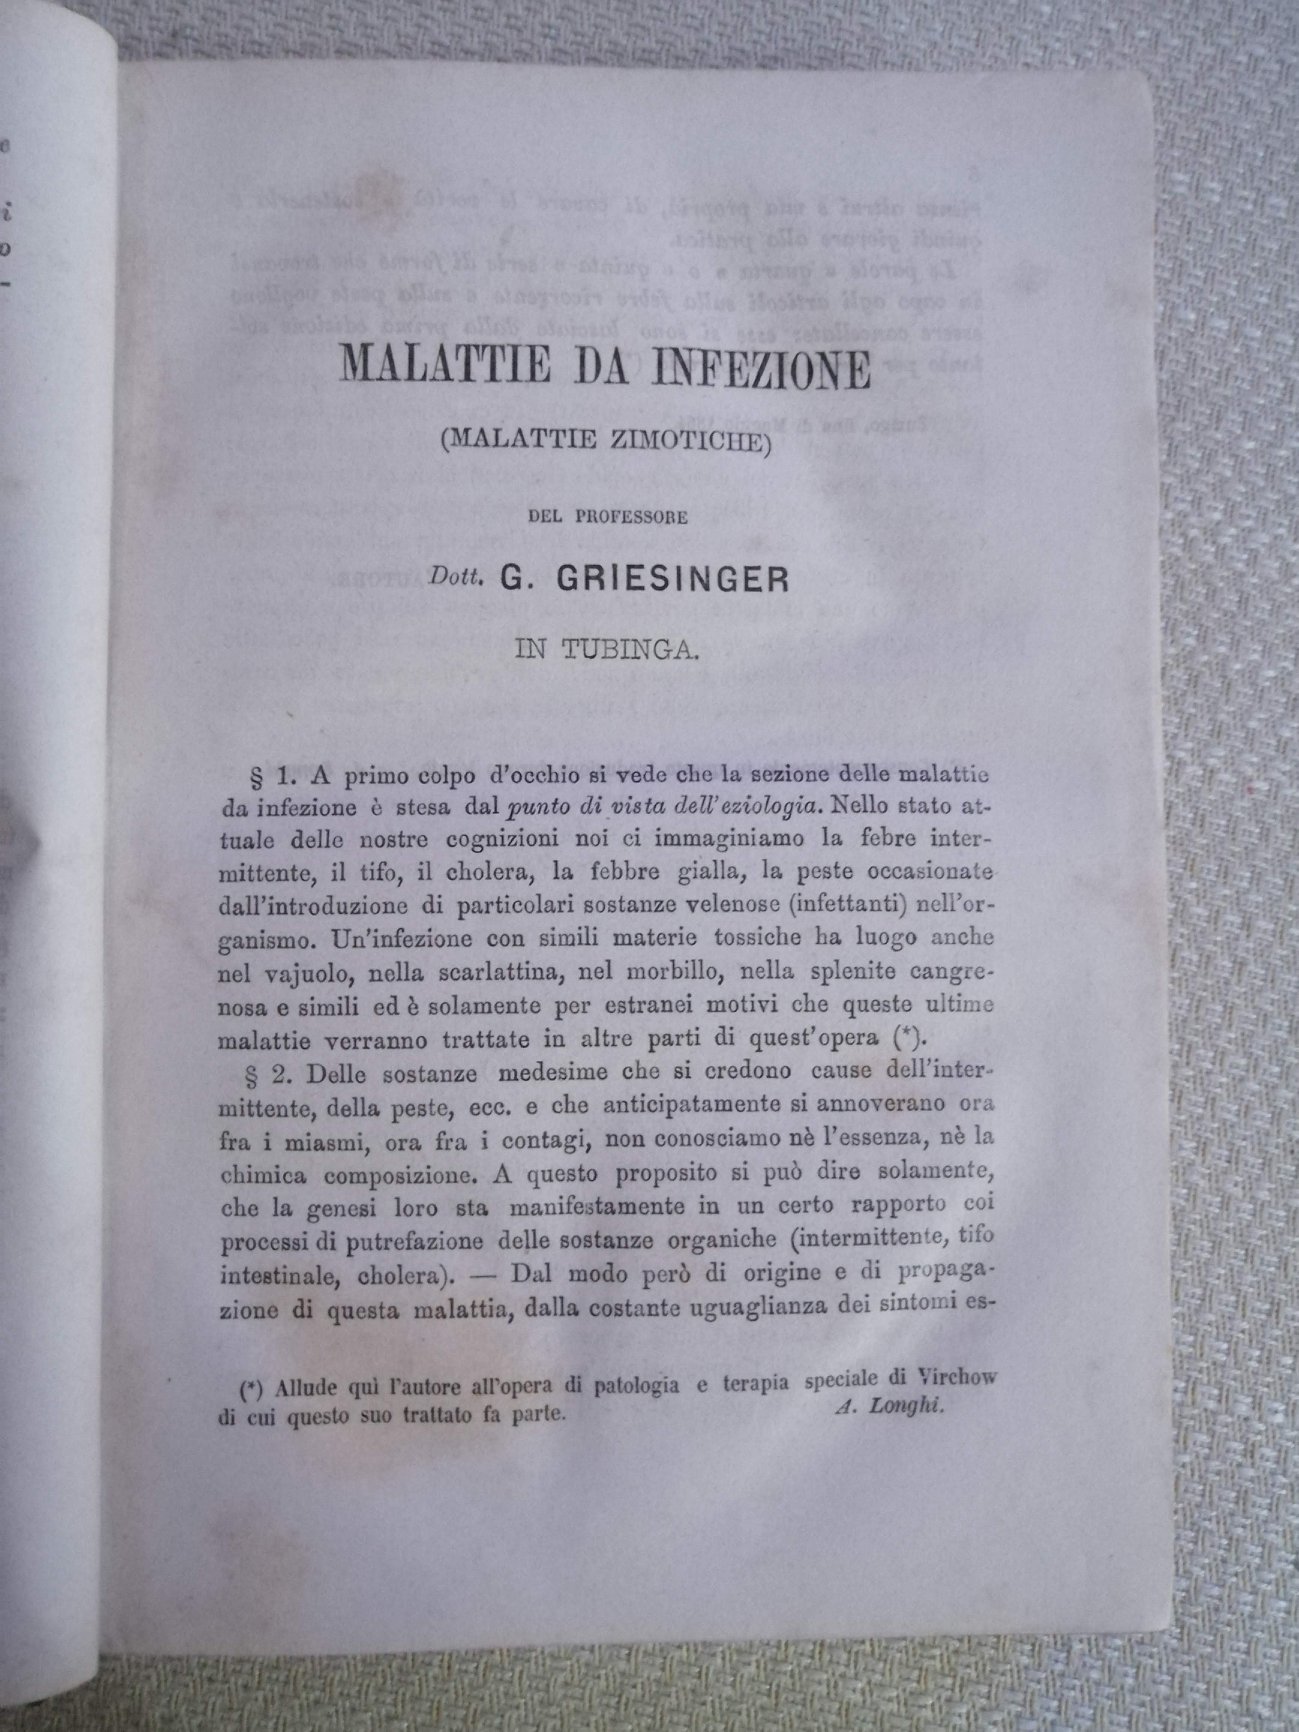 MALATTIE DA INFEZIONE
(MALATTIE ZIMOTICHE)
DEL PROFESSORE
Dott. G. GRIESINGER
IN TUBINGA.
§ 1. A primo colpo d'occhio si vede che la sezione delle malattie
da infezione è stesa dal punto di vista dell'eziologia. Nello stato at-
tuale delle nostre cognizioni noi ci immaginiamo la febre inter-
mittente, il tifo, il cholera, la febbre gialla, la peste occasionate
dall'introduzione di particolari sostanze velenose (infettanti) nell'or-
ganismo. Un'infezione con simili materie tossiche ha luogo anche
nel vajuolo, nella scarlattina, nel morbillo, nella splenite cangre-
nosa e simili ed è solamente per estranei motivi che queste ultime
malattie verranno trattate in altre parti di quest'opera (*).
§ 2. Delle sostanze medesime che si credono cause dell'inter-
mittente, della peste, ecc. e che anticipatamente si annoverano ora
fra i miasmi, ora fra i contagi, non conosciamo nè l'essenza, nè la
chimica composizione. A questo proposito si può dire solamente,
che la genesi loro sta manifestamente in un certo rapporto coi
processi di putrefazione delle sostanze organiche (intermittente, tifo
intestinale, cholera). — Dal modo però di origine e di propaga-
zione di questa malattia, dalla costante uguaglianza dei sintomi es-
(*) Allude quì l'autore all'opera di patologia e terapia speciale di Virchow
di cui questo suo trattato fa parte. A. Longhi.